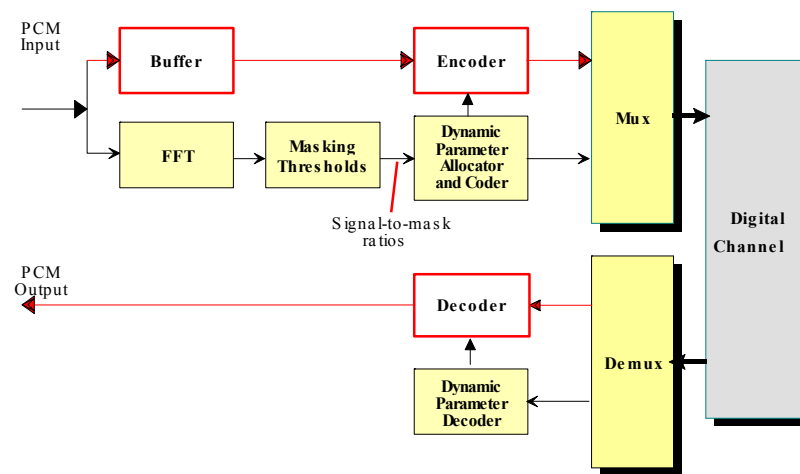 PCM
Input
Buffer
Encoder
Mux
FFT
Masking
Thresholds
Dynamic
Parameter
Allocator
and Coder
Signal-to-mask
ratios
Digital
Channel
PCM
Output
Decoder
Demux
Dynamic
Parameter
Decoder